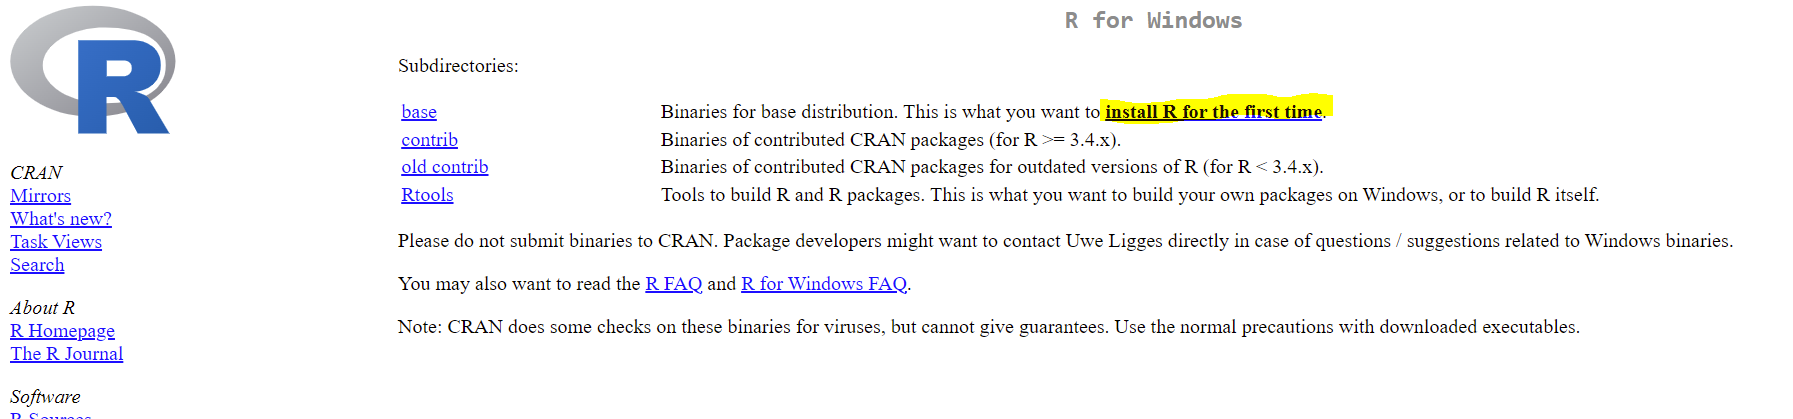 R for Windows
Subdirectories:
base Binaries for base distribution. This is what you want to install R for the first time.
contrib Binaries of contributed CRAN packages (for R >= 3.4.x).
old contrib Binaries of contributed CRAN packages for outdated versions of R (for R < 3.4.x).
Rtools Tools to build R and R packages. This is what you want to build your own packages on Windows, or to build R itself.
Please do not submit binaries to CRAN. Package developers might want to contact Uwe Ligges directly in case of questions / suggestions related to Windows binaries.
You may also want to read the R FAQ and R for Windows FAQ.
Note: CRAN does some checks on these binaries for viruses, but cannot give guarantees. Use the normal precautions with downloaded executables.
R
CRAN
Mirrors
What's new?
Task Views
Search
About R
R Homepage
The R Journal
Software
R Sources